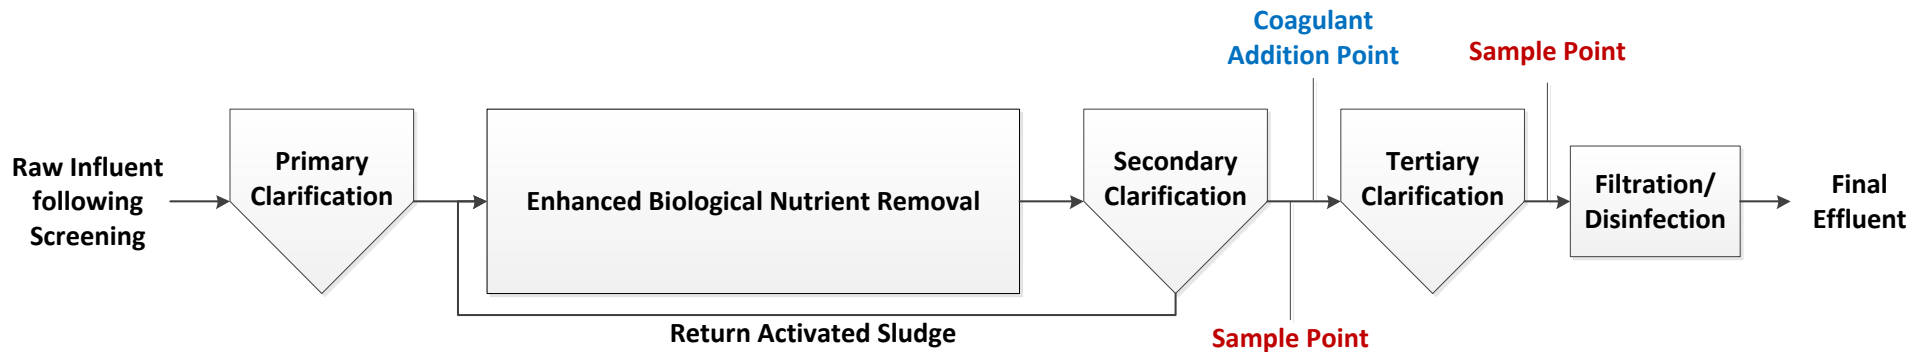 Coagulant
Addition Point
Sample Point
Raw Influent
following
Screening
Primary
Clarification
Enhanced Biological Nutrient Removal
Secondary
Clarification
Tertiary
Clarification
Filtration/
Disinfection
Final
Effluent
Return Activated Sludge
Sample Point